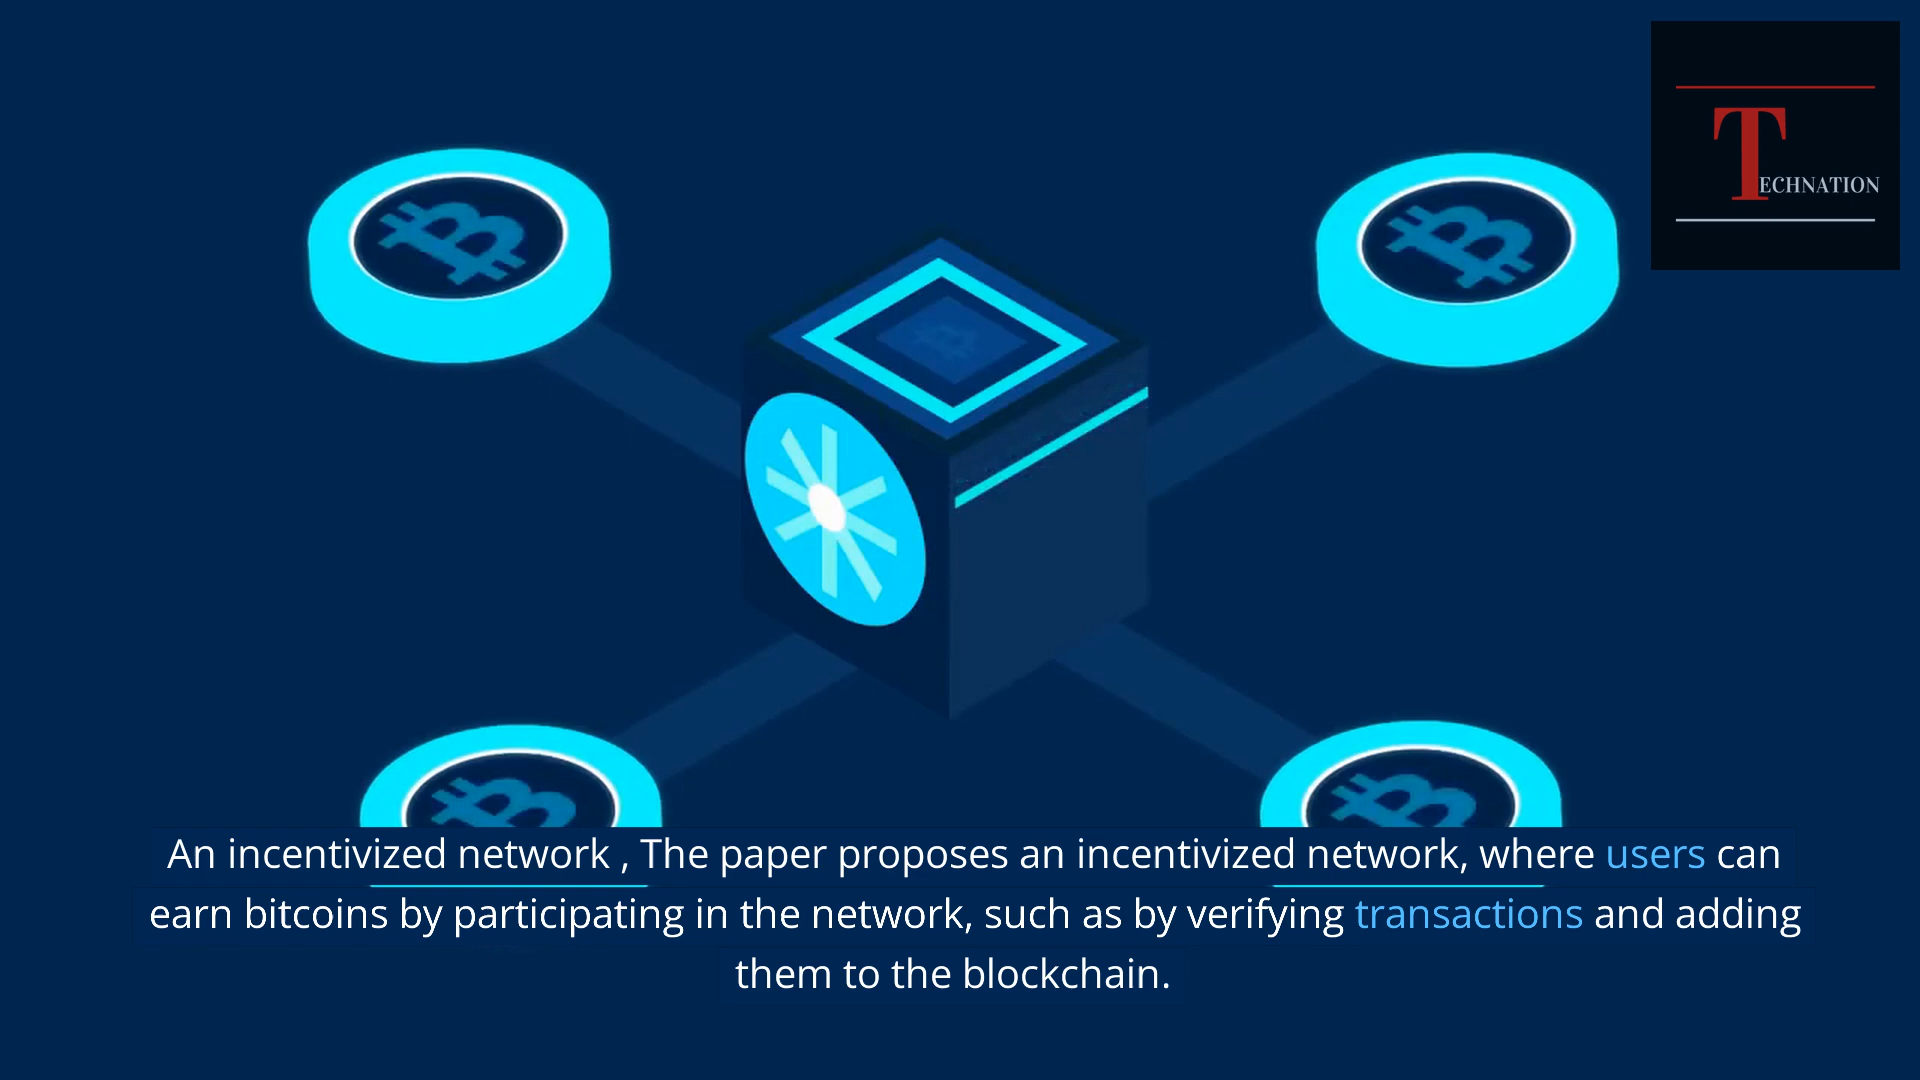 TECHNATION
An incentivized network , The paper proposes an incentivized network, where users can
earn bitcoins by participating in the network, such as by verifying transactions and adding
them to the blockchain.